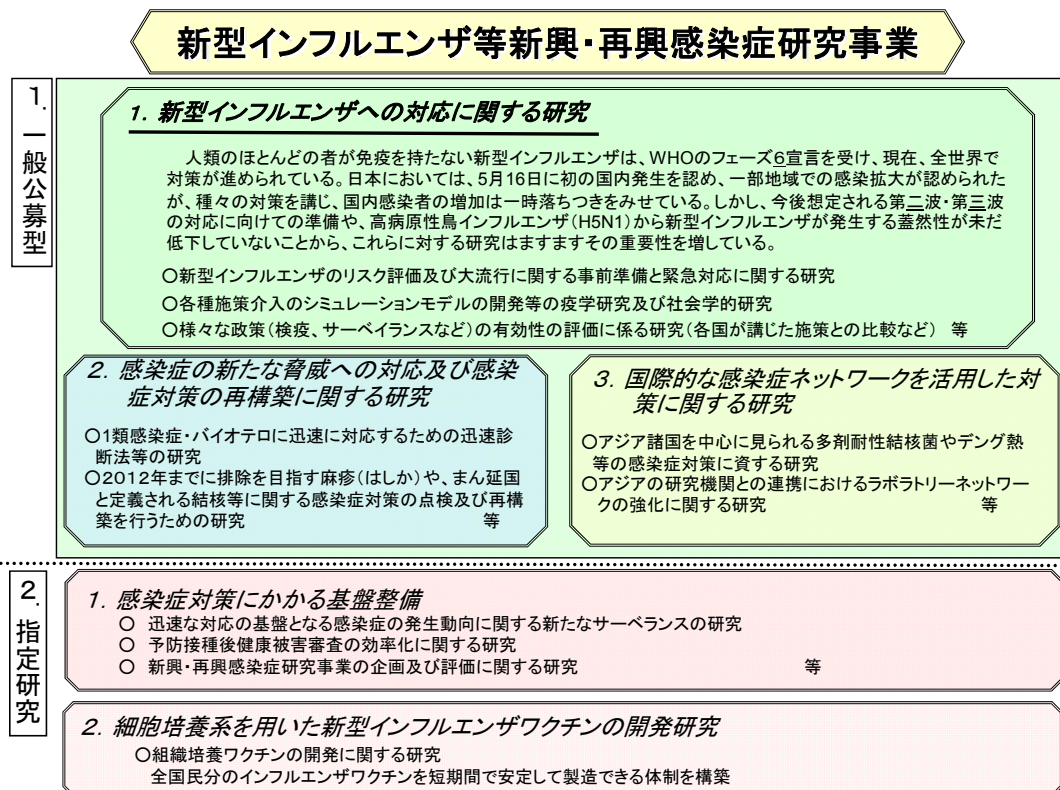 新型インフルエンザ等新興・再興感染症研究事業
1.一般公募型
1. 新型インフルエンザへの対応に関する研究
人類のほとんどの者が免疫を持たない新型インフルエンザは、WHOのフェーズ6宣言を受け、現在、全世界で
対策が進められている。日本においては、5月16日に初の国内発生を認め、一部地域での感染拡大が認められた
が、種々の対策を講じ、国内感染者の増加は一時落ちつきをみせている。しかし、今後想定される第二波・第三波
の対応に向けての準備や、高病原性鳥インフルエンザ(H5N1)から新型インフルエンザが発生する蓋然性が未だ
低下していないことから、これらに対する研究はますますその重要性を増している。
○新型インフルエンザのリスク評価及び大流行に関する事前準備と緊急対応に関する研究
○各種施策介入のシミュレーションモデルの開発等の疫学研究及び社会学的研究
○様々な政策(検疫、サーベイランスなど)の有効性の評価に係る研究(各国が講じた施策との比較など) 等
2. 感染症の新たな脅威への対応及び感染
症対策の再構築に関する研究
○1類感染症・バイオテロに迅速に対応するための迅速診
断法等の研究
○2012年までに排除を目指す麻疹(はしか)や、まん延国
と定義される結核等に関する感染症対策の点検及び再構
築を行うための研究 等
3. 国際的な感染症ネットワークを活用した対
策に関する研究
○アジア諸国を中心に見られる多剤耐性結核菌やデング熱
等の感染症対策に資する研究
○アジアの研究機関との連携におけるラボラトリーネットワー
クの強化に関する研究 等
2.指定研究
1. 感染症対策にかかる基盤整備
○ 迅速な対応の基盤となる感染症の発生動向に関する新たなサーベランスの研究
○ 予防接種後健康被害審査の効率化に関する研究
○ 新興・再興感染症研究事業の企画及び評価に関する研究 等
2. 細胞培養系を用いた新型インフルエンザワクチンの開発研究
○組織培養ワクチンの開発に関する研究
全国民分のインフルエンザワクチンを短期間で安定して製造できる体制を構築